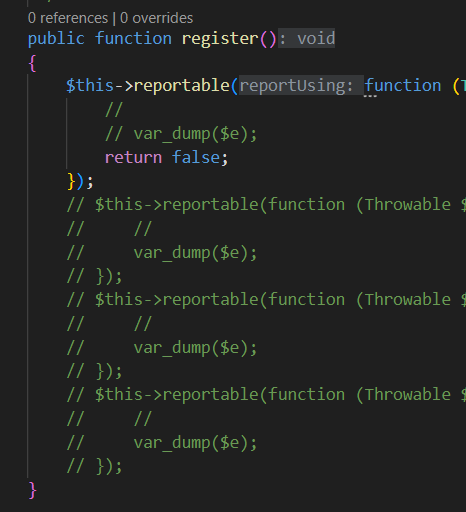 0 references | 0 overrides
public function register(): void
{
    $this->reportable(reportUsing: function (T
        //
        // var_dump($e);
        return false;
    });
    // $this->reportable(function (Throwable $
    //     //
    //     var_dump($e);
    // });
    // $this->reportable(function (Throwable $
    //     //
    //     var_dump($e);
    // });
    // $this->reportable(function (Throwable $
    //     //
    //     var_dump($e);
    // });
}